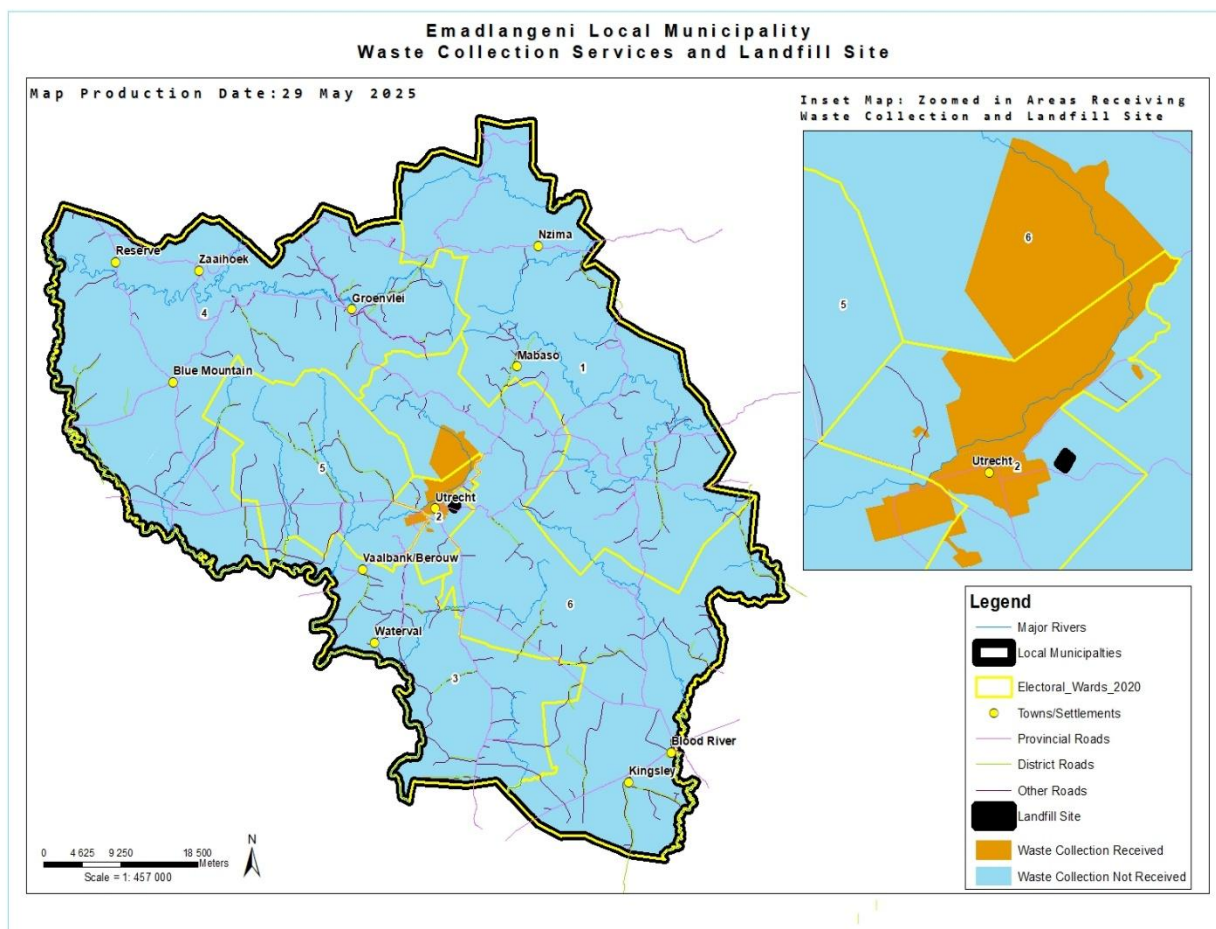 Emadlangeni Local Municipality
Waste Collection Services and Landfill Site
Map Production Date:29 May 2025
Inset Map: Zoomed in Areas Receiving
Waste Collection and Landfill Site
Nzima
Reserve
Zaaihoek
4
Groenvlei
Mabaso
1
Blue Mountain
5
Utrecht
2
Vaalbank/Berouw
6
Waterval
3
Blood River
Kingsley
6
5
Utrecht
2
Legend
Major Rivers
Local Municipalties
Electoral_Wards_2020
Towns/Settlements
Provincial Roads
District Roads
Other Roads
Landfill Site
Waste Collection Received
Waste Collection Not Received
N
0 4 625 9 250 18 500
Meters
Scale = 1: 457 000